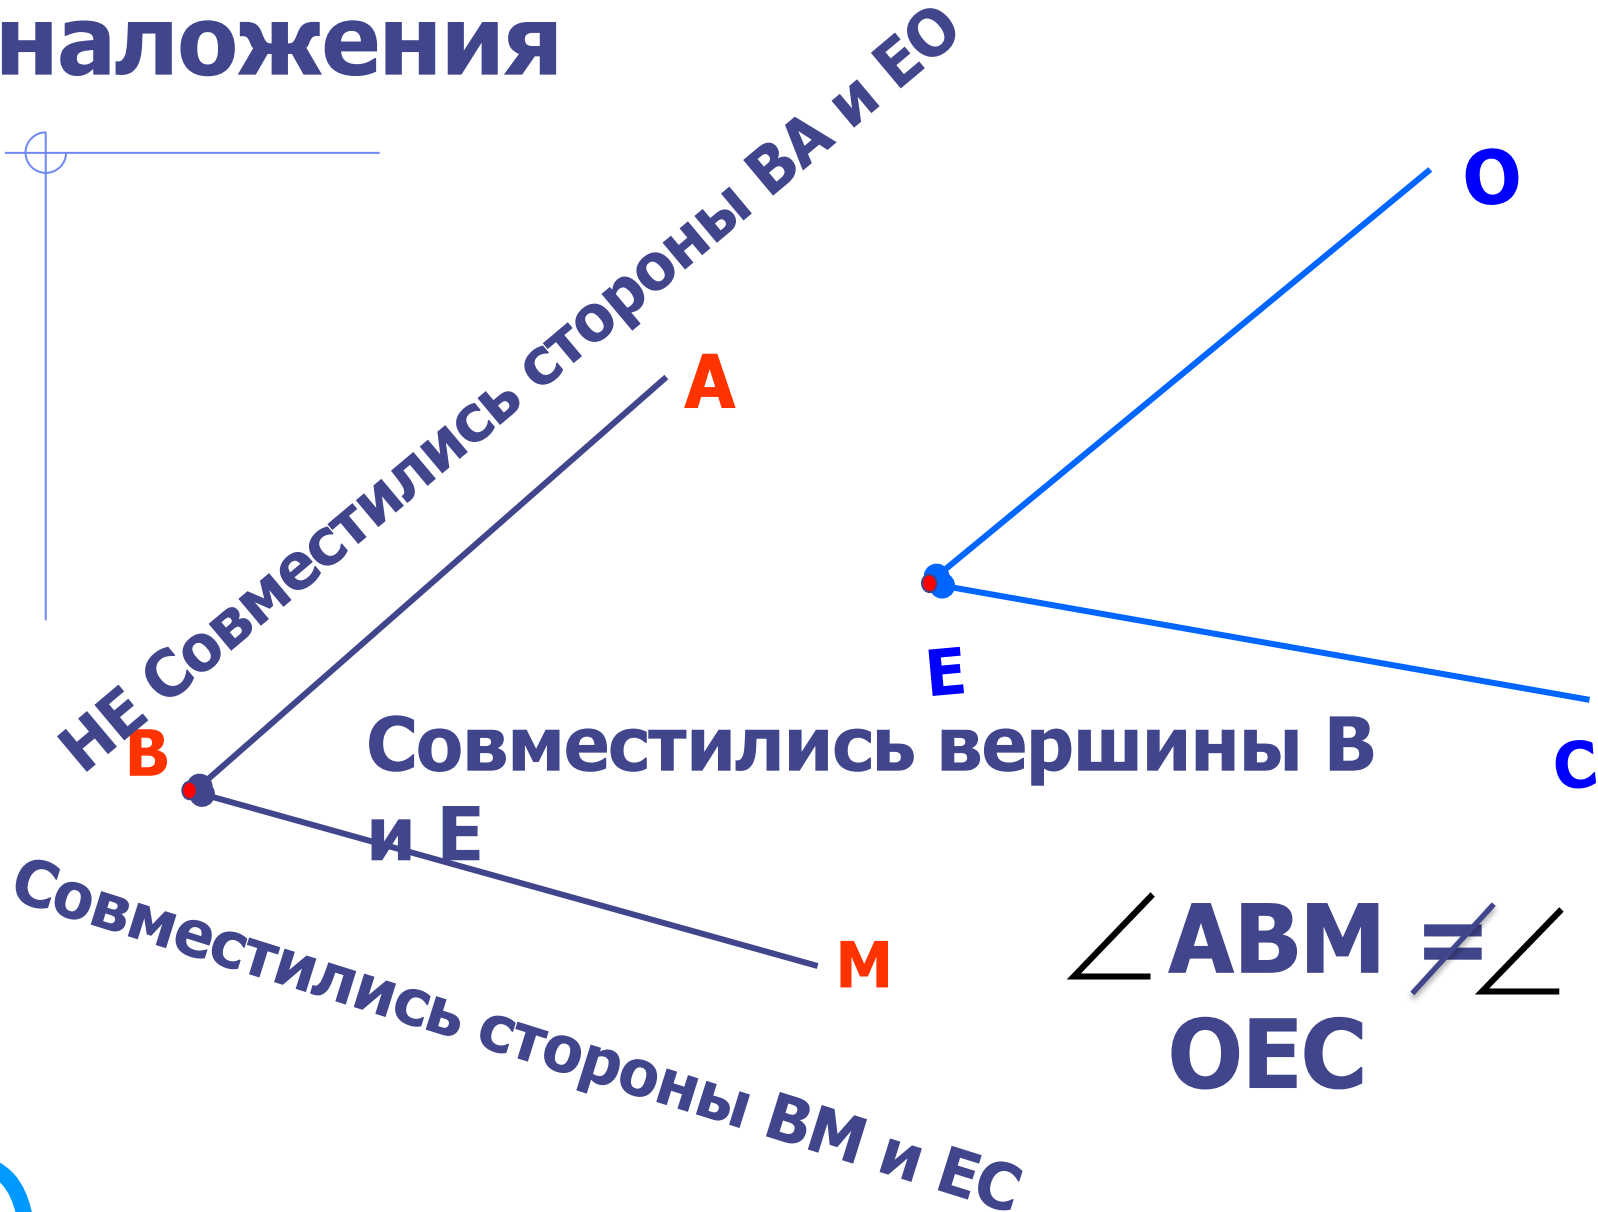 наложения
НЕ Совместились стороны ВА и ЕО
О
А
Е
В
Совместились вершины В
и Е
С
Совместились стороны ВМ и ЕС
М
∠АВМ ≠ ∠
ОЕС